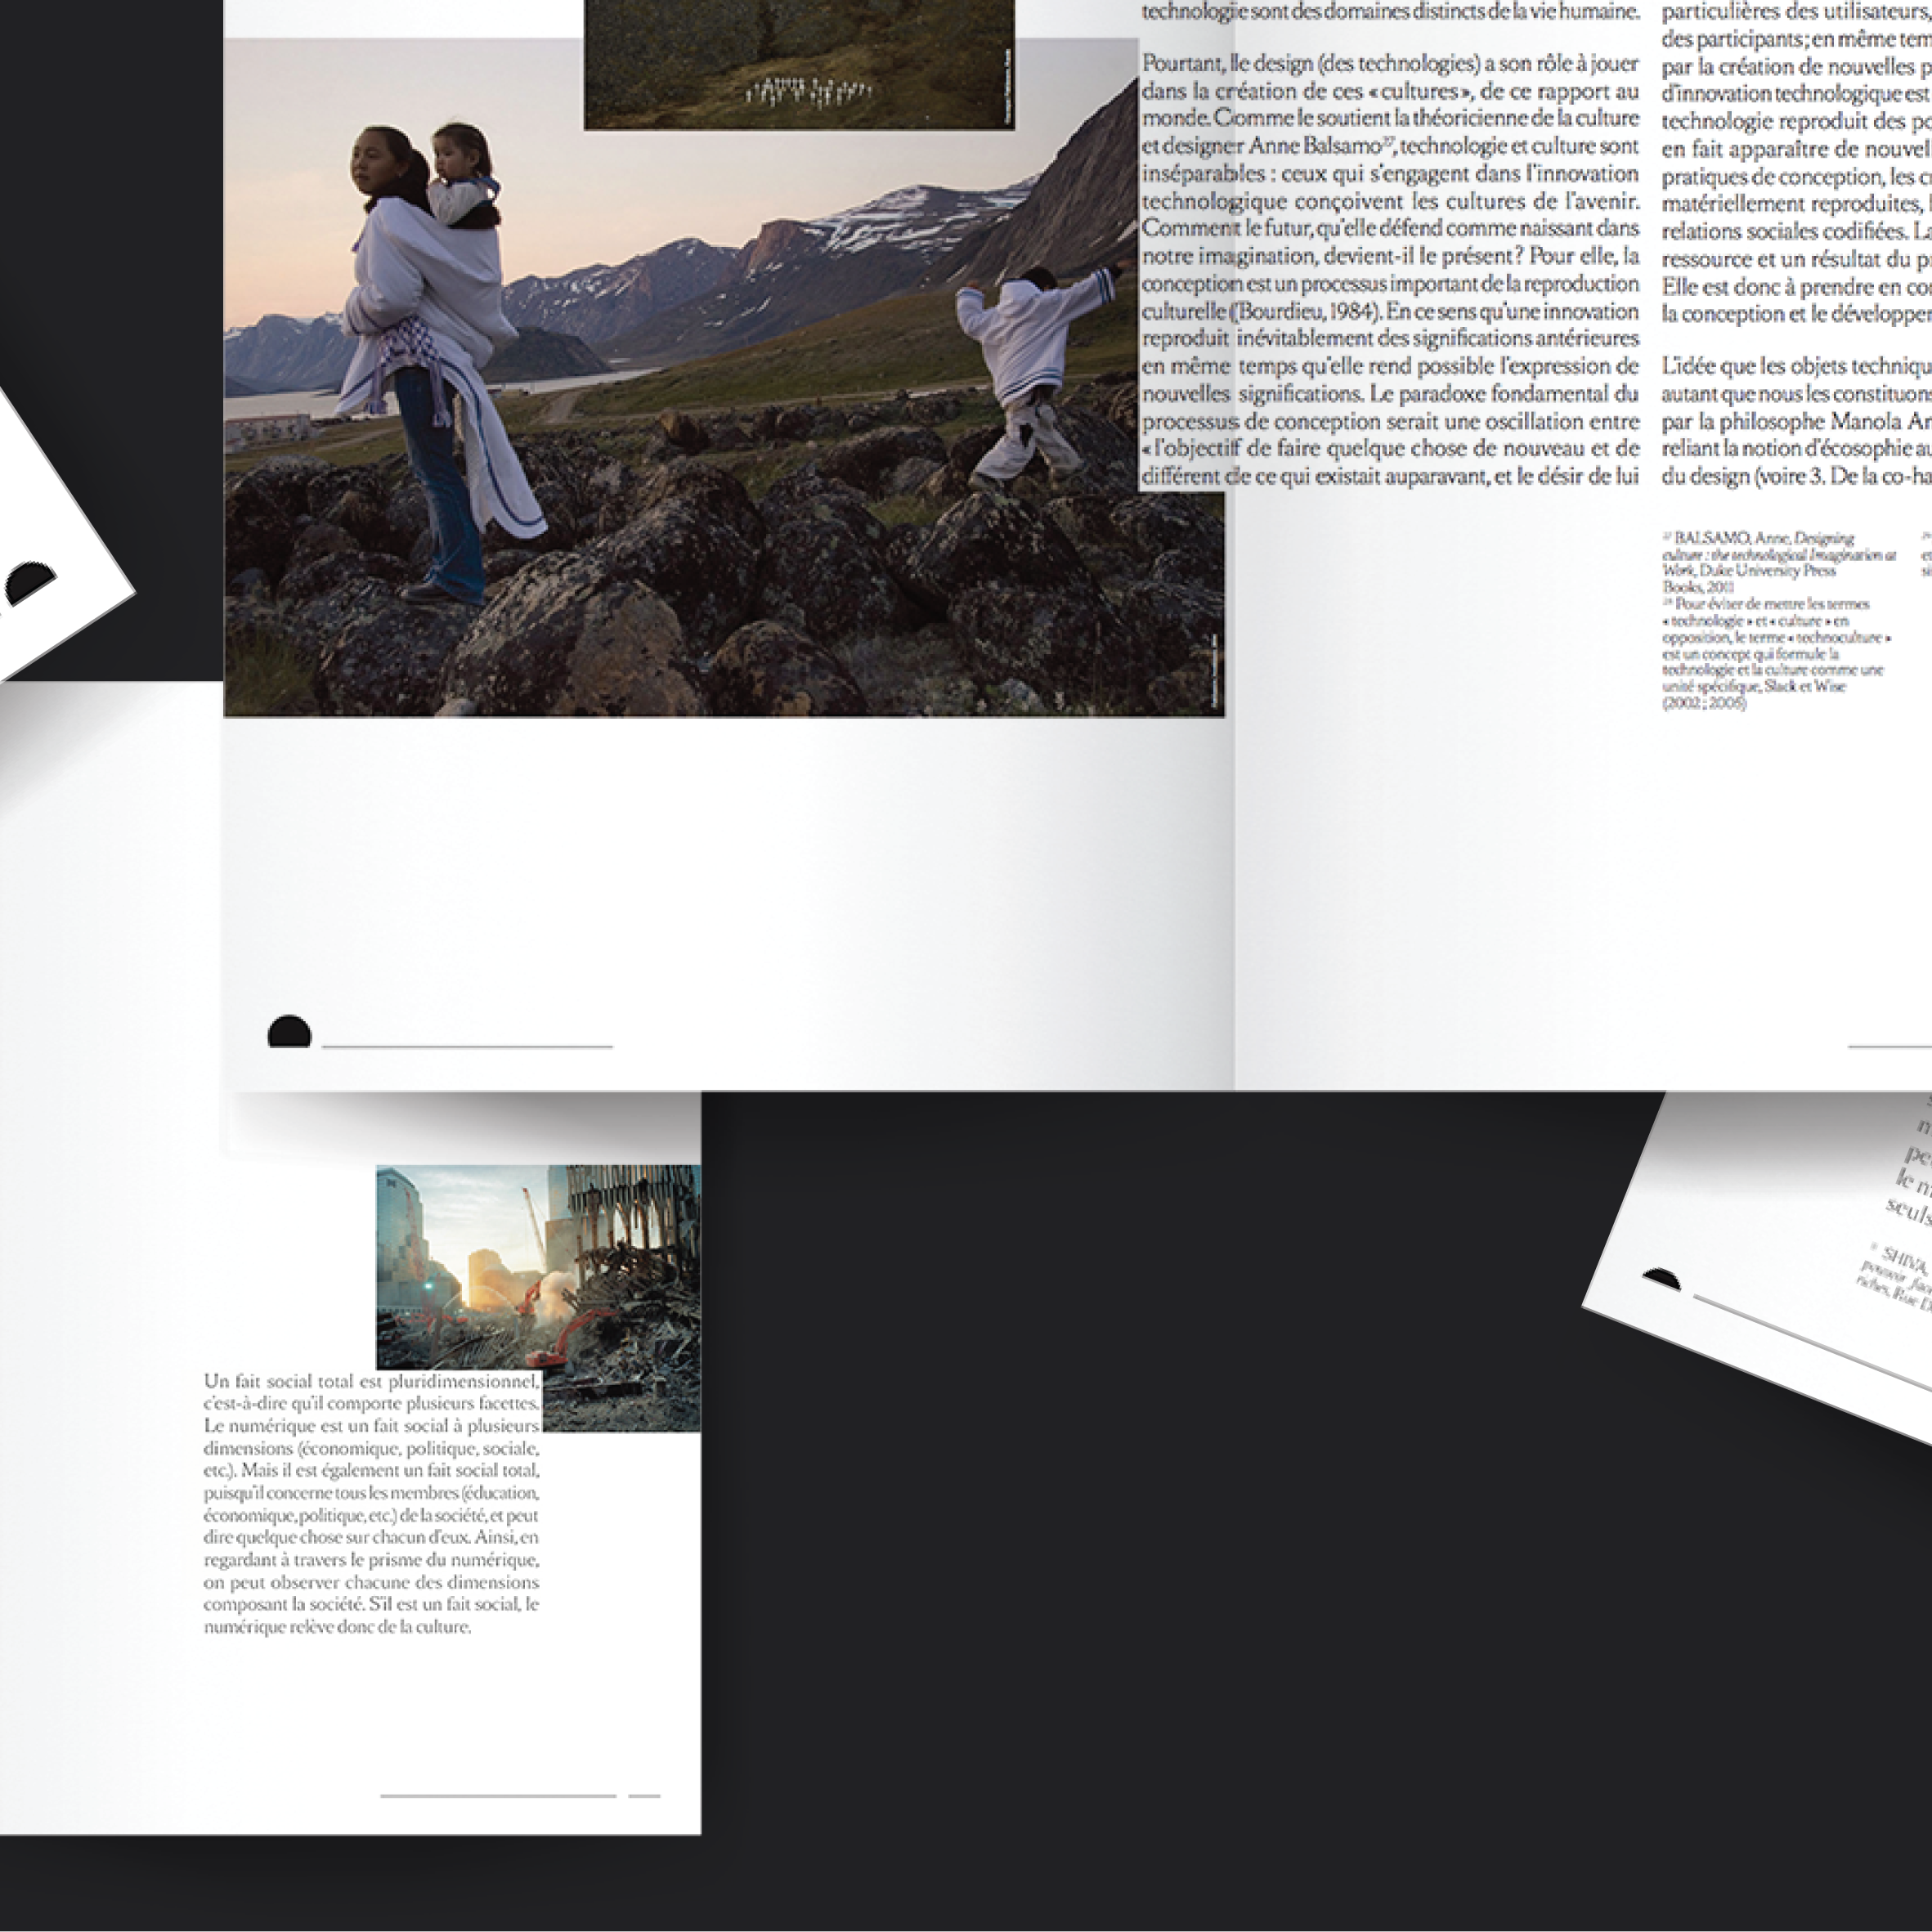 technologie sont des domaines distincts de la vie humaine.
Pourtant, lle design (des technologies) a son rôle à jouer
dans la création de ces « cultures », de ce rapport au
monde. Comme le soutient la théoricienne de la culture
et designer Anne Balsamo²⁷, technologie et culture sont
inséparables : ceux qui s'engagent dans l'innovation
technologique conçoivent les cultures de l'avenir.
Comment le futur, qu'elle défend comme naissant dans
notre imagination, devient-il le présent ? Pour elle, la
conception est un processus important de la reproduction
culturelle (Bourdieu, 1984). En ce sens qu'une innovation
reproduit inévitablement des significations antérieures
en même temps qu'elle rend possible l'expression de
nouvelles significations. Le paradoxe fondamental du
processus de conception serait une oscillation entre
« l'objectif de faire quelque chose de nouveau et de
différent de ce qui existait auparavant, et le désir de lui
particulières des utilisateurs,
des participants ; en même tem
par la création de nouvelles p
d'innovation technologique est
technologie reproduit des po
en fait apparaître de nouvel
pratiques de conception, les c
matériellement reproduites, l
relations sociales codifiées. La
ressource et un résultat du p
Elle est donc à prendre en co
la conception et le développe
L'idée que les objets techniqu
autant que nous les constituons
par la philosophe Manola An
reliant la notion d'écosophie au
du design (voire 3. De la co-ha
²⁷ BALSAMO, Anne, Designing
culture : the technological Imagination at
Work, Duke University Press
Books, 2011
²⁸ Pour éviter de mettre les termes
« technologie » et « culture » en
opposition, le terme « technoculture »
est un concept qui formule la
technologie et la culture comme une
unité spécifique, Slack et Wise
(2002 ; 2006)
et
si
Un fait social total est pluridimensionnel,
c'est-à-dire qu'il comporte plusieurs facettes.
Le numérique est un fait social à plusieurs
dimensions (économique, politique, sociale,
etc.). Mais il est également un fait social total,
puisqu'il concerne tous les membres (éducation,
économique, politique, etc.) de la société, et peut
dire quelque chose sur chacun d'eux. Ainsi, en
regardant à travers le prisme du numérique,
on peut observer chacune des dimensions
composant la société. S'il est un fait social, le
numérique relève donc de la culture.
m
pe
le m
seuls
SHIVA,
pouvoir fac
riches, Rue D